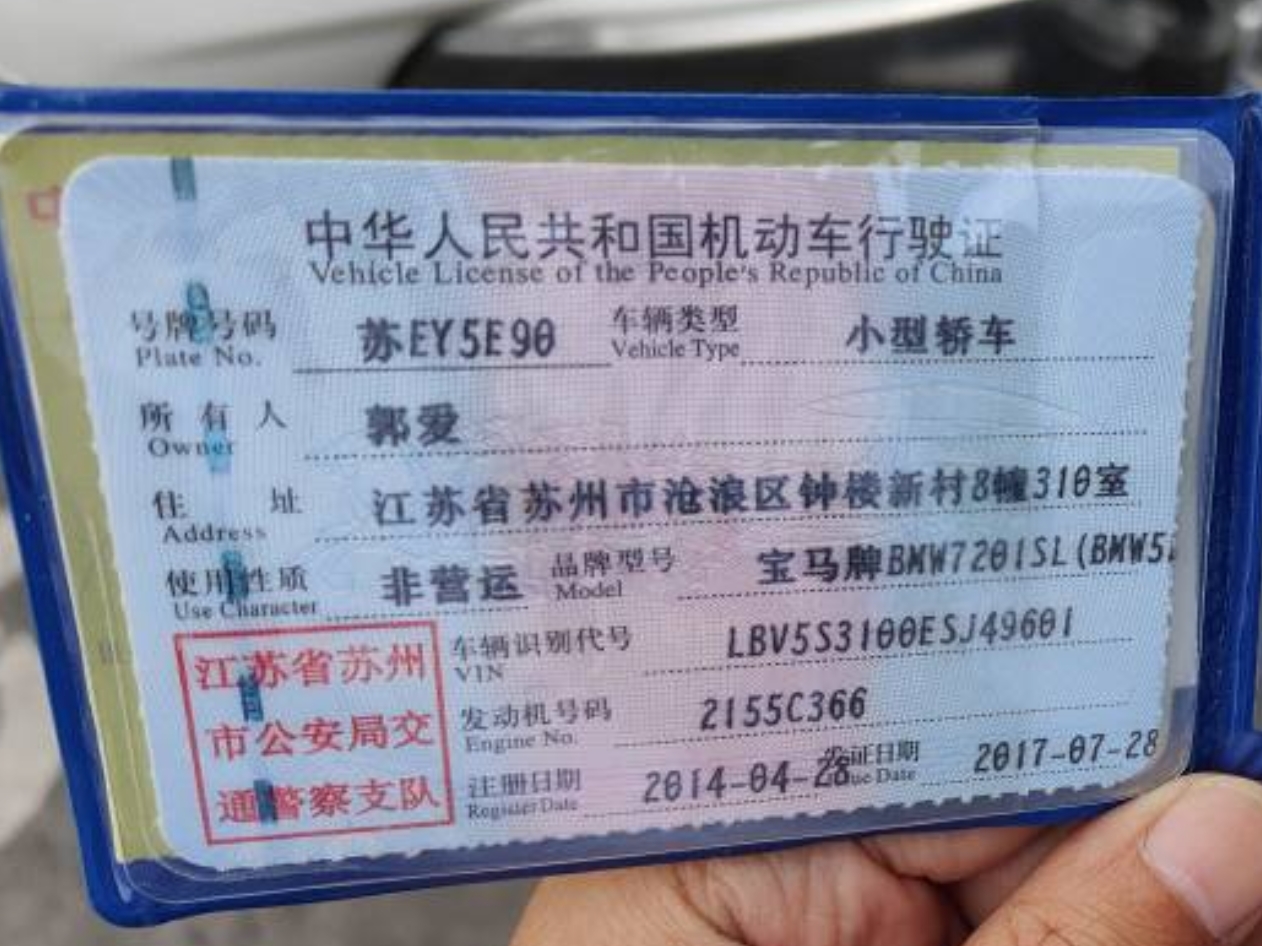 中华人民共和国机动车行驶证
Vehicle License of the People's Republic of China
号牌号码 苏EY5E90 车辆类型 小型轿车
Plate No. Vehicle Type
所有人 郭爱
Owner
住址 江苏省苏州市沧浪区钟楼新村8幢310室
Address
使用性质 非营运 品牌型号 宝马牌BMW7201SL(BMW5
Use Character Model
车辆识别代号 LBV5S3100ESJ49601
VIN
发动机号码 2155C366
Engine No.
注册日期 2014-04-28 发证日期 2017-07-28
Register Date Issue Date
江苏省苏州
市公安局交
通警察支队